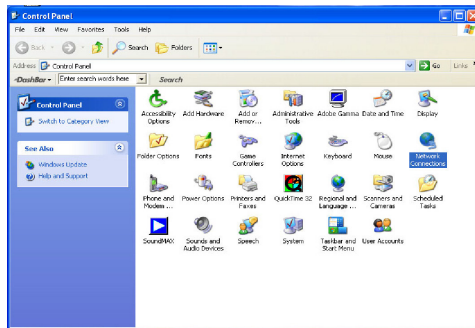 Control Panel
File Edit View Favorites Tools Help
Back Search Folders
Address Control Panel Go Links
DashBar Enter search words here Search
Control Panel
Switch to Category View
See Also
Windows Update
Help and Support
Accessibility Options
Add Hardware
Add or Remov...
Administrative Tools
Adobe Gamma
Date and Time
Display
Folder Options
Fonts
Game Controllers
Internet Options
Keyboard
Mouse
Network Connections
Phone and Modem ...
Power Options
Printers and Faxes
QuickTime 32
Regional and Language ...
Scanners and Cameras
Scheduled Tasks
SoundMAX
Sounds and Audio Devices
Speech
System
Taskbar and Start Menu
User Accounts